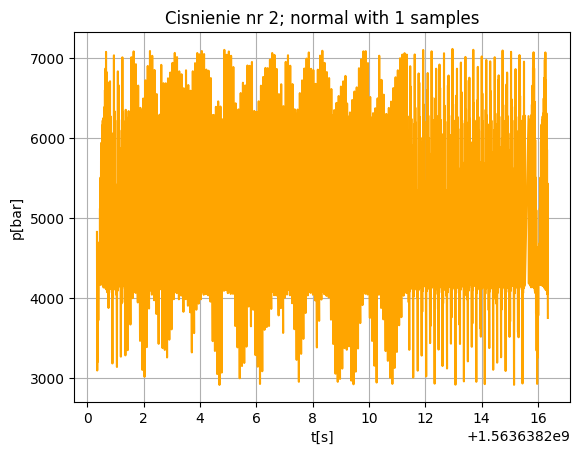 Cisnienie nr 2; normal with 1 samples
7000
6000
5000
4000
3000
p[bar]
0 2 4 6 8 10 12 14 16
t[s]
+1.5636382e9